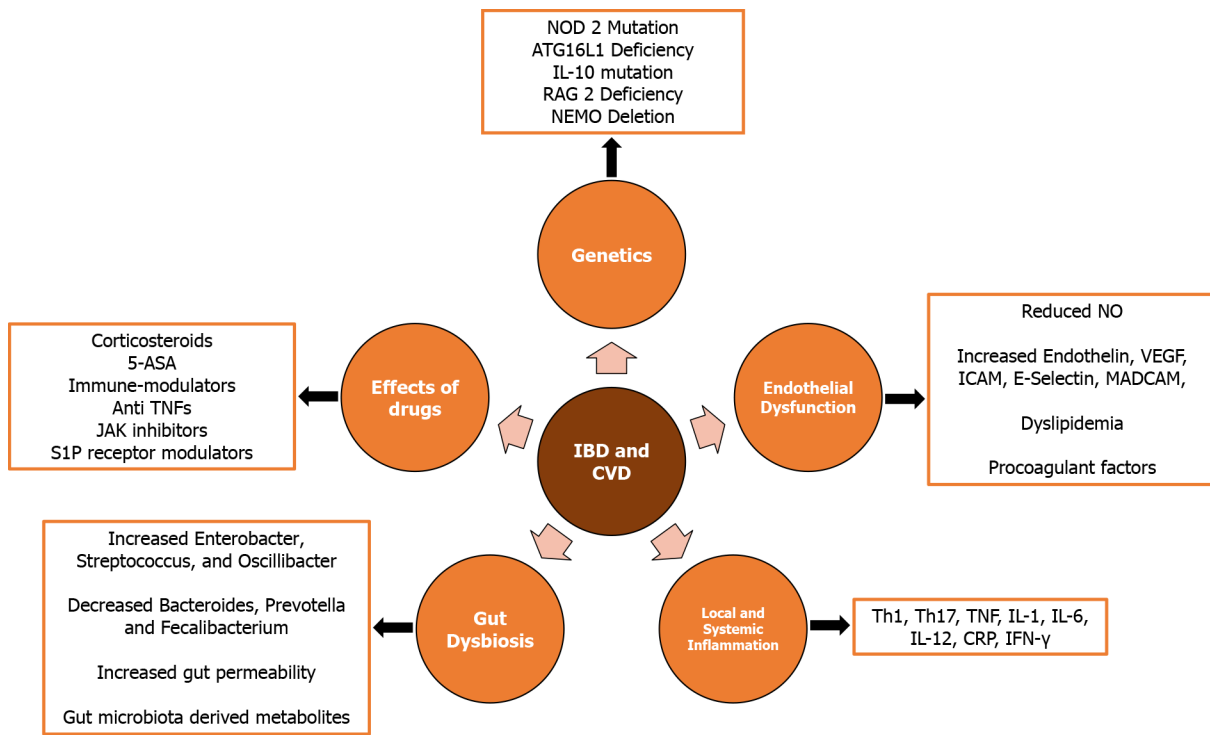 NOD 2 Mutation
ATG16L1 Deficiency
IL-10 mutation
RAG 2 Deficiency
NEMO Deletion
Genetics
Corticosteroids
5-ASA
Immune-modulators
Anti TNFs
JAK inhibitors
S1P receptor modulators
Effects of
drugs
IBD and
CVD
Endothelial
Dysfunction
Reduced NO
Increased Endothelin, VEGF,
ICAM, E-Selectin, MADCAM,
Dyslipidemia
Procoagulant factors
Increased Enterobacter,
Streptococcus, and Oscillibacter
Decreased Bacteroides, Prevotella
and Fecalibacterium
Increased gut permeability
Gut microbiota derived metabolites
Gut
Dysbiosis
Local and
Systemic
Inflammation
Th1, Th17, TNF, IL-1, IL-6,
IL-12, CRP, IFN-γ